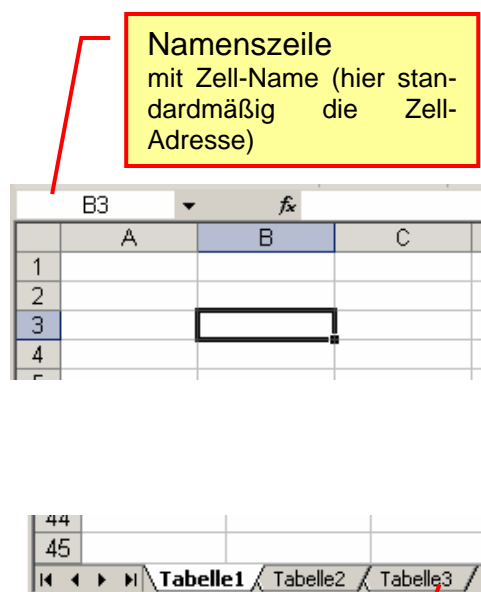 Namenszeile
mit Zell-Name (hier stan-
dardmäßig die Zell-
Adresse)
B3 fx
A B C
1
2
3
4
44
45
Tabelle1 Tabelle2 Tabelle3